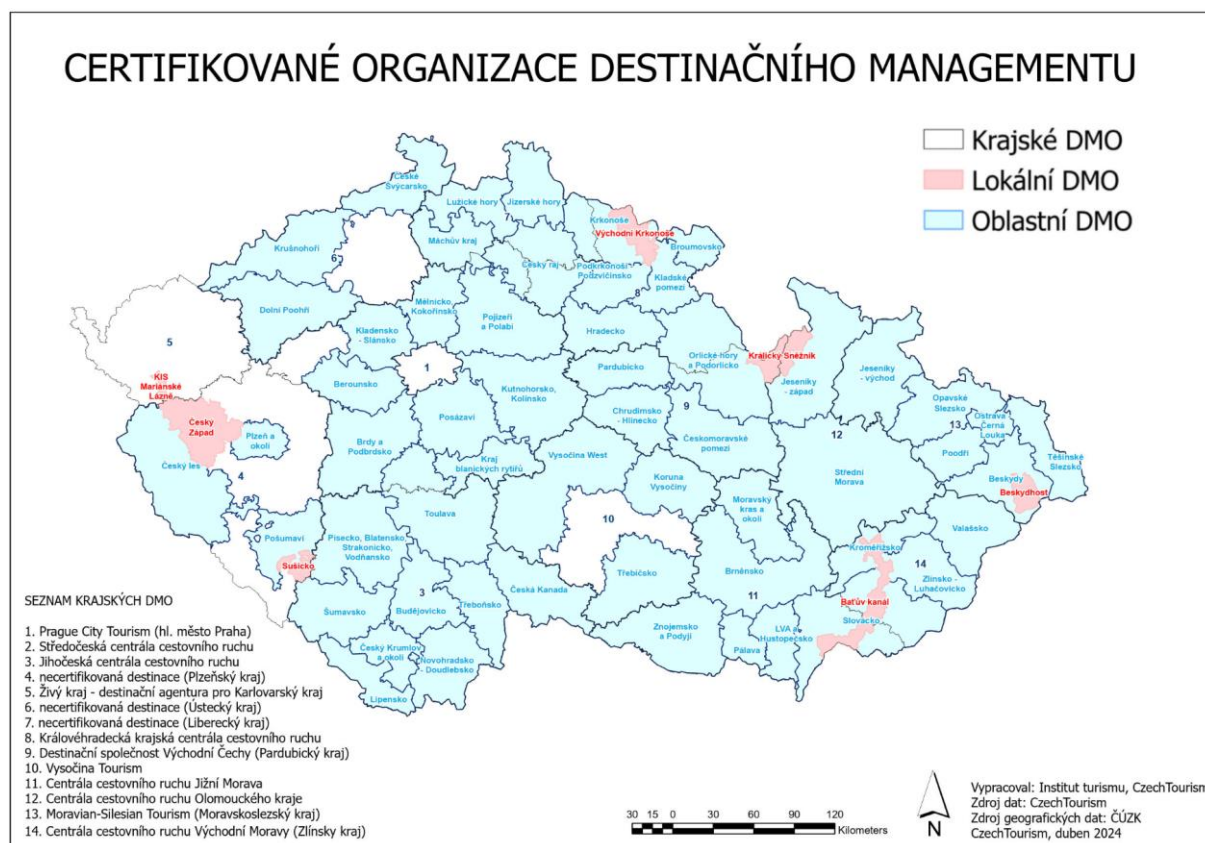 CERTIFIKOVANÉ ORGANIZACE DESTINAČNÍHO MANAGEMENTU
Krajské DMO
Lokální DMO
Oblastní DMO
České
Švýcarsko
Lužické hory
Jizerské hory
Krkonoše
Východní Krkonoše
Broumovsko
Krušnohoří
6
Máchův kraj
Český ráj
Podkrkonoší
Podzvičinsko
Kladské
pomezí
8
Dolní Poohří
Mělnicko,
Kokořínsko
Pojizeří
a Polabí
Hradecko
5
Kladensko
- Slánsko
Orlické hory
a Podorlicko
Králický Sněžník
Jeseníky
- západ
Jeseníky -
východ
KIS
Mariánské
Lázně
Berounsko
1
2
Pardubicko
Kutnohorsko,
Kolínsko
Opavské
Slezsko
Ostrava
Černá
Louka
13
Český
Západ
Plzeň a
okolí
Posázaví
Chrudimsko
- Hlinecko
9
Českomoravské
pomezí
12
Poodří
Těšínské
Slezsko
Český les
4
Brdy a
Podbrdsko
Kraj
blanických rytířů
Vysočina West
Koruna
Vysočiny
Střední
Morava
Beskydy
Beskydhost
Moravský
kras a
okolí
Toulava
10
Valašsko
Pošumaví
Sušicko
Písecko, Blatensko,
Strakonicko,
Vodňansko
Kroměřížsko
14
Zlínsko -
Luhačovicko
Třebíčsko
Brněnsko
11
Šumavsko
3
Budějovicko
Třeboňsko
Česká Kanada
Baťův kanál
Slovácko
Znojemsko
a Podyjí
Pálava
LVA a
Hustopečsko
Český Krumlov
a okolí
Novohradsko
- Doudlebsko
Lipensko
SEZNAM KRAJSKÝCH DMO
1. Prague City Tourism (hl. město Praha)
2. Středočeská centrála cestovního ruchu
3. Jihočeská centrála cestovního ruchu
4. necertifikovaná destinace (Plzeňský kraj)
5. Živý kraj - destinační agentura pro Karlovarský kraj
6. necertifikovaná destinace (Ústecký kraj)
7. necertifikovaná destinace (Liberecký kraj)
8. Královéhradecká krajská centrála cestovního ruchu
9. Destinační společnost Východní Čechy (Pardubický kraj)
10. Vysočina Tourism
11. Centrála cestovního ruchu Jižní Morava
12. Centrála cestovního ruchu Olomouckého kraje
13. Moravian-Silesian Tourism (Moravskoslezský kraj)
14. Centrála cestovního ruchu Východní Moravy (Zlínsky kraj)
30 15 0 30 60 90 120
Kilometers
N
Vypracoval: Institut turismu, CzechTourism
Zdroj dat: CzechTourism
Zdroj geografických dat: ČÚZK
CzechTourism, duben 2024